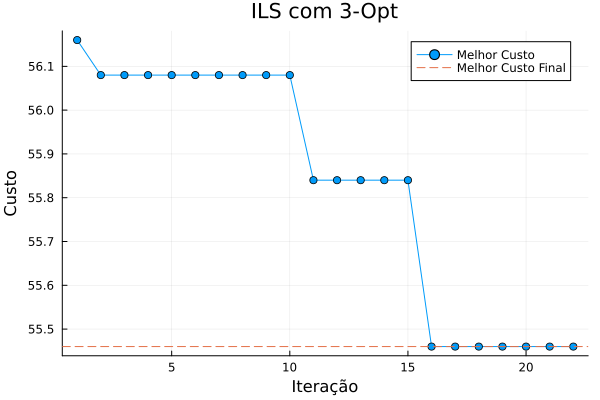 ILS com 3-Opt
Melhor Custo
Melhor Custo Final
Custo
56.1
56.0
55.9
55.8
55.7
55.6
55.5
5
10
15
20
Iteração